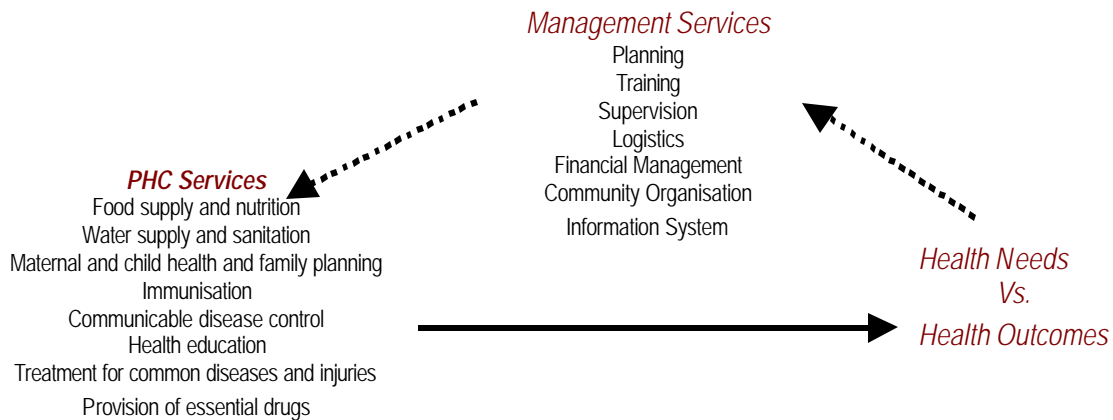 Management Services
Planning
Training
Supervision
Logistics
Financial Management
Community Organisation
Information System
PHC Services
Food supply and nutrition
Water supply and sanitation
Maternal and child health and family planning
Immunisation
Communicable disease control
Health education
Treatment for common diseases and injuries
Provision of essential drugs
Health Needs
Vs.
Health Outcomes